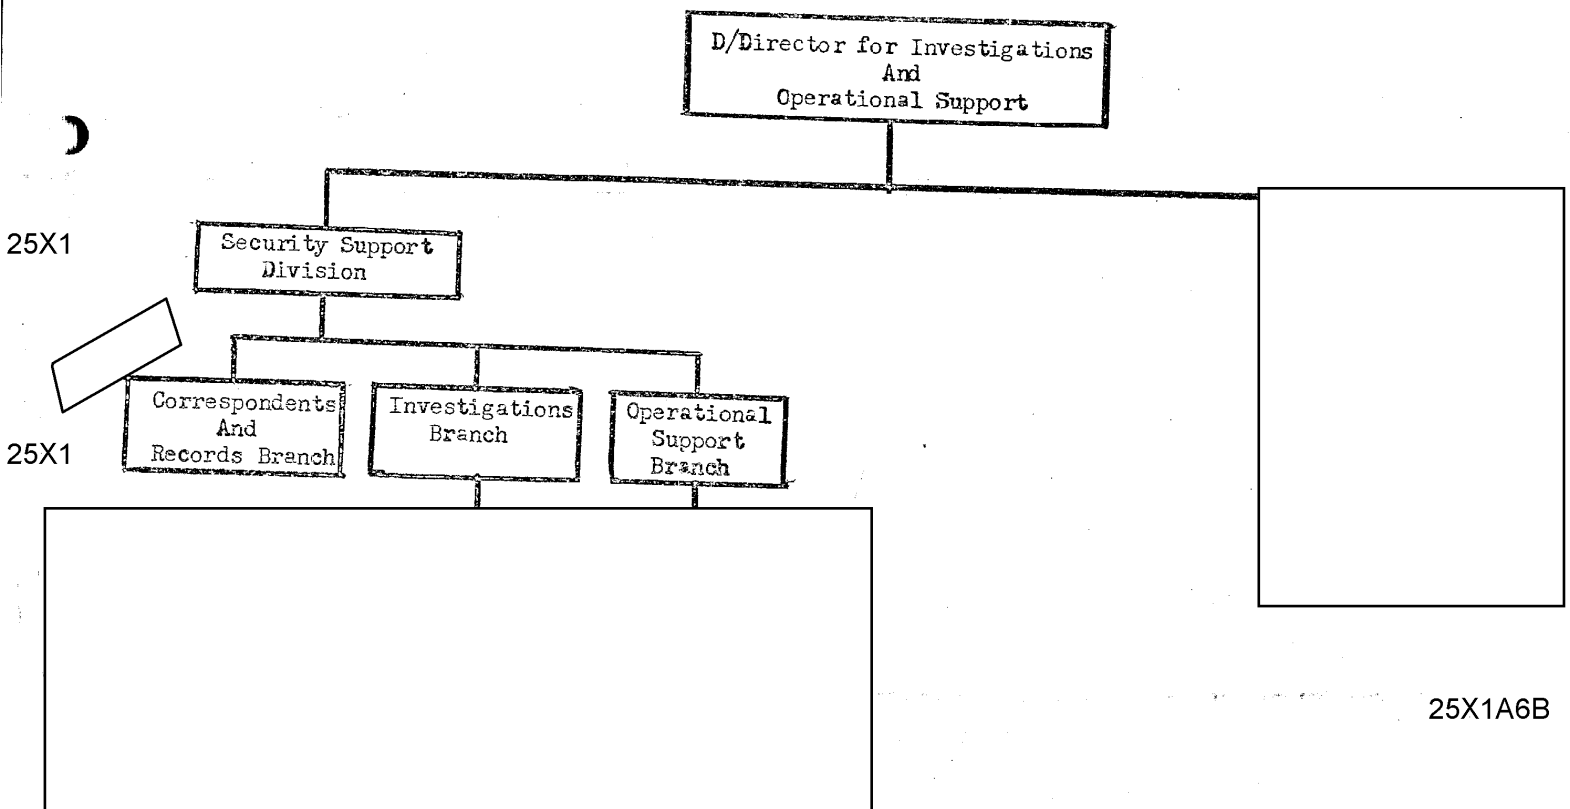 D/Director for Investigations
And
Operational Support
25X1
Security Support
Division
Correspondents
And
Records Branch
Investigations
Branch
Operational
Support
Branch
25X1
25X1A6B